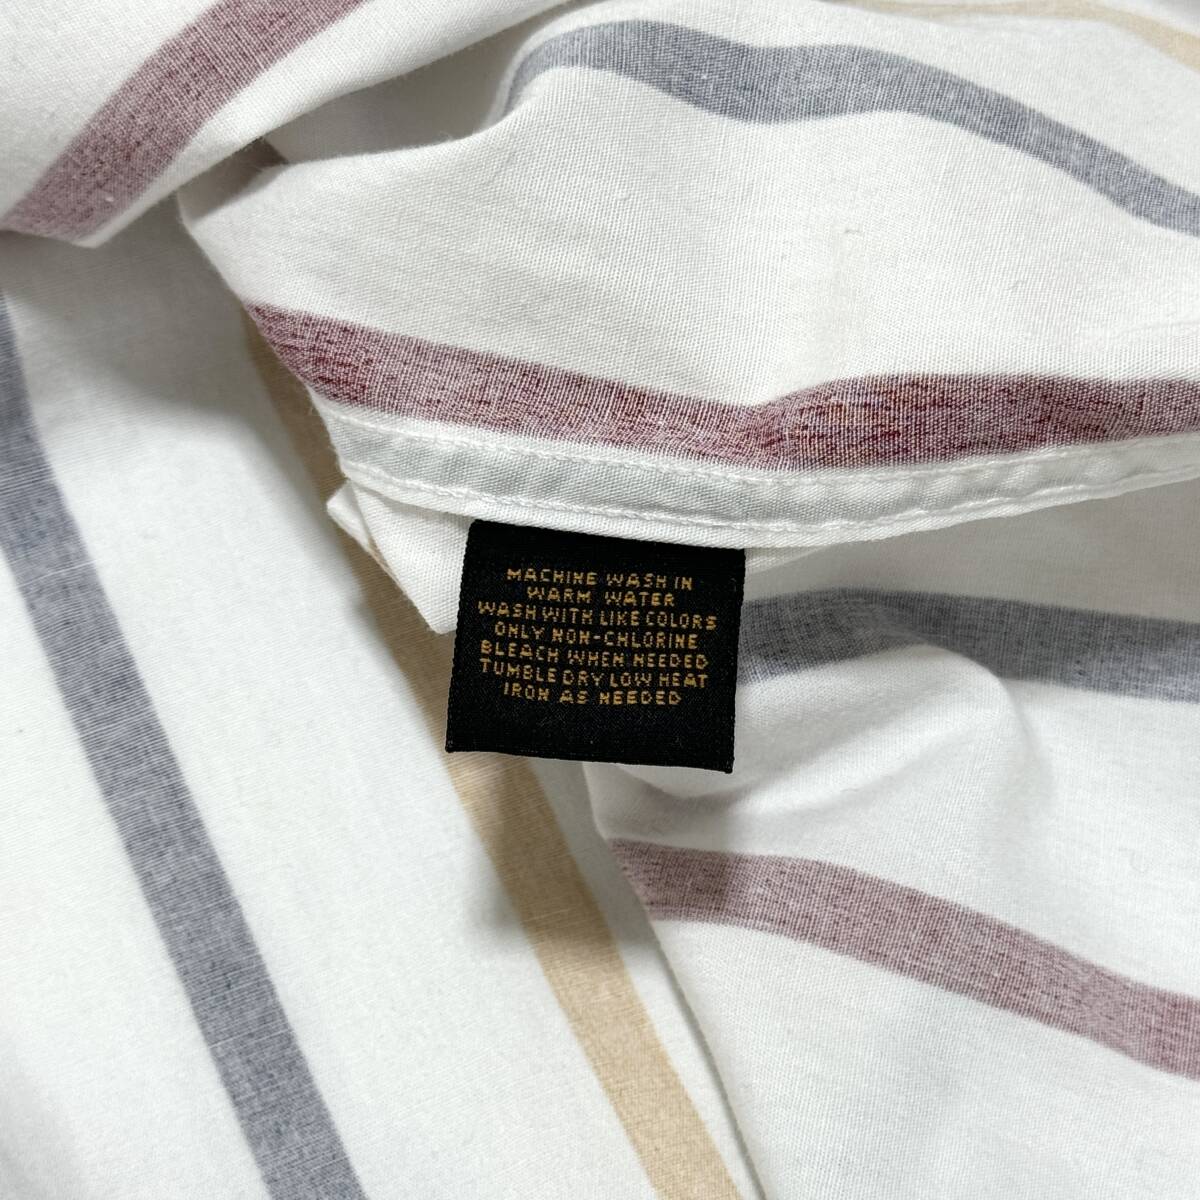 MACHINE WASH IN
WARM WATER
WASH WITH LIKE COLORS
ONLY NON-CHLORINE
BLEACH WHEN NEEDED
TUMBLE DRY LOW HEAT
IRON AS NEEDED